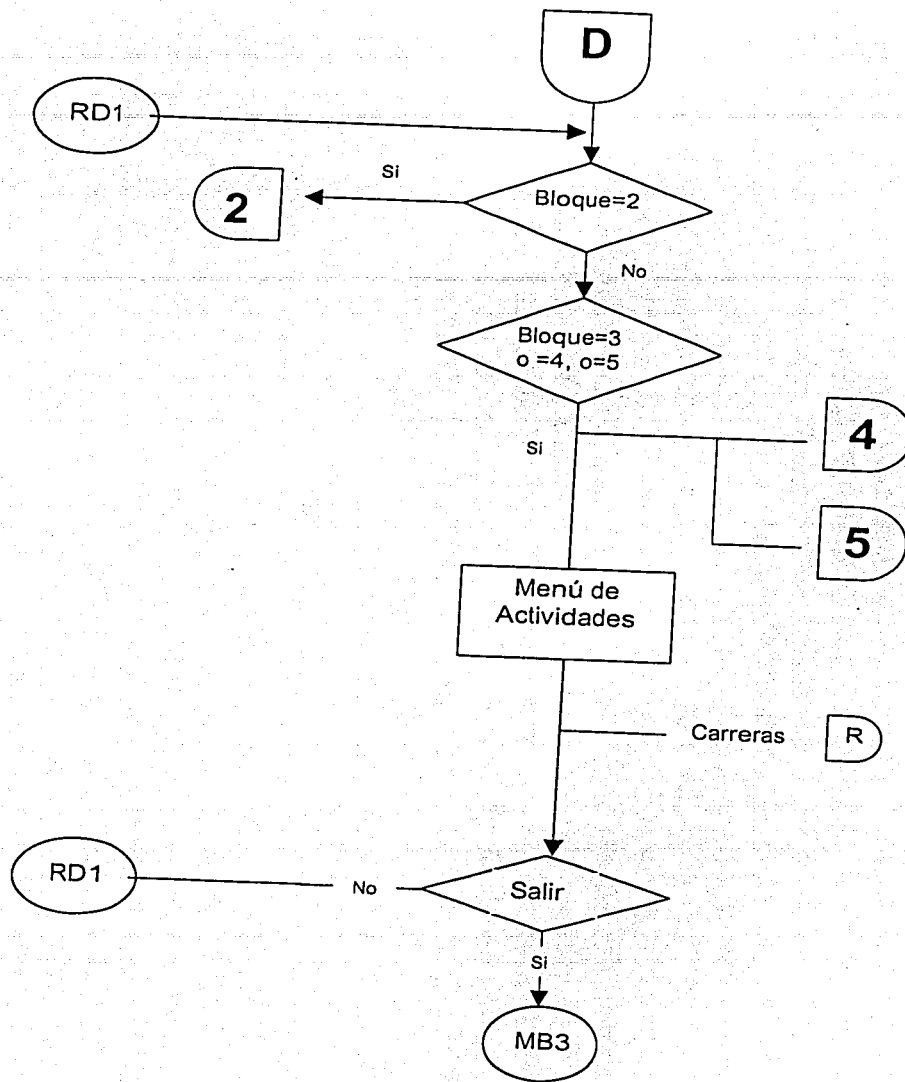 D
RD1
Si
Bloque=2
2
No
Bloque=3
o =4, o=5
4
Si
5
Menú de
Actividades
Carreras
R
RD1
No
Salir
Si
MB3